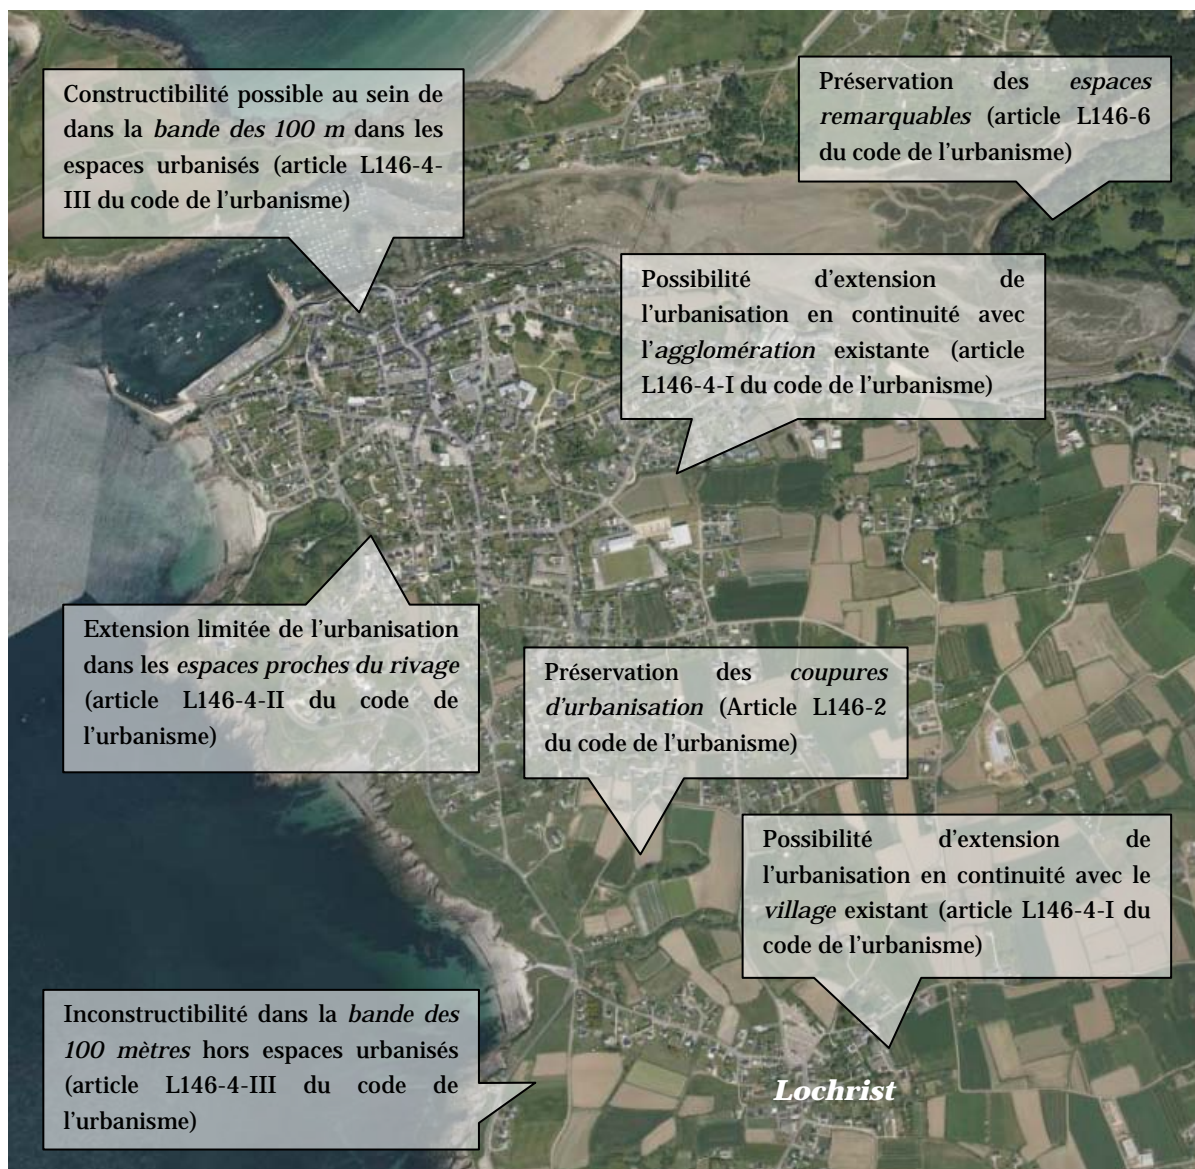 Constructibilité possible au sein de
dans la bande des 100 m dans les
espaces urbanisés (article L146-4-
III du code de l'urbanisme)
Préservation des espaces
remarquables (article L146-6
du code de l'urbanisme)
Possibilité d'extension de
l'urbanisation en continuité avec
l'agglomération existante (article
L146-4-I du code de l'urbanisme)
Extension limitée de l'urbanisation
dans les espaces proches du rivage
(article L146-4-II du code de
l'urbanisme)
Préservation des coupures
d'urbanisation (Article L146-2
du code de l'urbanisme)
Possibilité d'extension de
l'urbanisation en continuité avec le
village existant (article L146-4-I du
code de l'urbanisme)
Inconstructibilité dans la bande des
100 mètres hors espaces urbanisés
(article L146-4-III du code de
l'urbanisme)
Lochrist